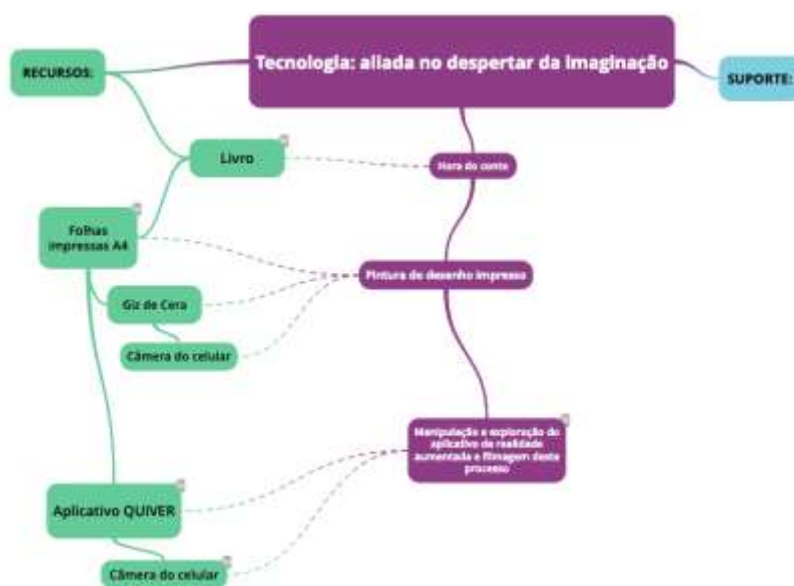 Tecnologia: aliada no despertar da imaginação
RECURSOS:
SUPORTE:
Livro
Hora do conto
Folhas
impressas A4
Pintura do desenho impresso
Giz de Cera
Câmera do celular
Manipulação e exploração do
aplicativo de realidade
aumentada e filmagem deste
processo
Aplicativo QUIVER
Câmera do celular